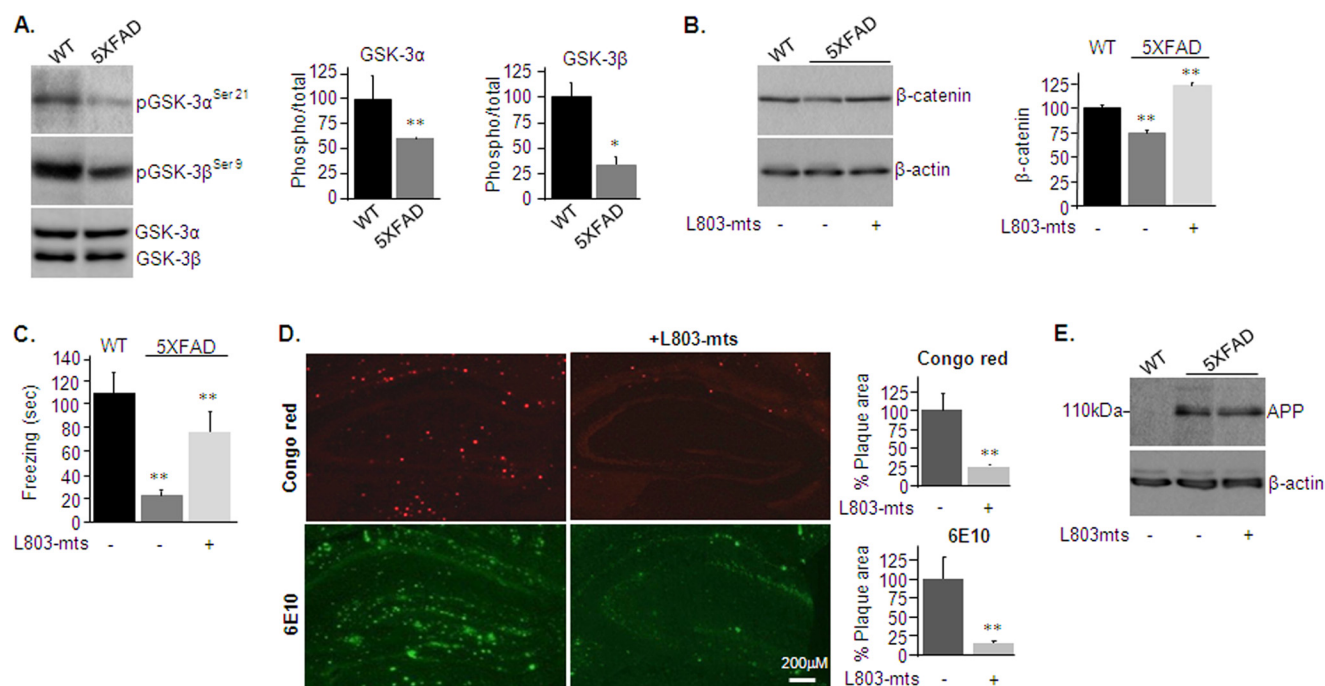 A.
WT
5XFAD
pGSK-3α Ser 21
pGSK-3β Ser 9
GSK-3α
GSK-3β
GSK-3α
Phospho/total
125
100
75
50
25
0
**
WT
5XFAD
GSK-3β
Phospho/total
125
100
75
50
25
0
*
WT
5XFAD
B.
WT
5XFAD
β-catenin
β-actin
L803-mts - - +
WT 5XFAD
β-catenin
125
100
75
50
25
0
**
**
L803-mts - - +
C.
WT 5XFAD
Freezing (sec)
140
120
100
80
60
40
20
0
**
**
L803-mts - - +
D.
+L803-mts
Congo red
6E10
200µM
Congo red
% Plaque area
125
100
75
50
25
0
**
L803-mts - +
6E10
% Plaque area
125
100
75
50
25
0
**
L803-mts - +
E.
WT
5XFAD
110kDa-
APP
β-actin
L803mts - - +